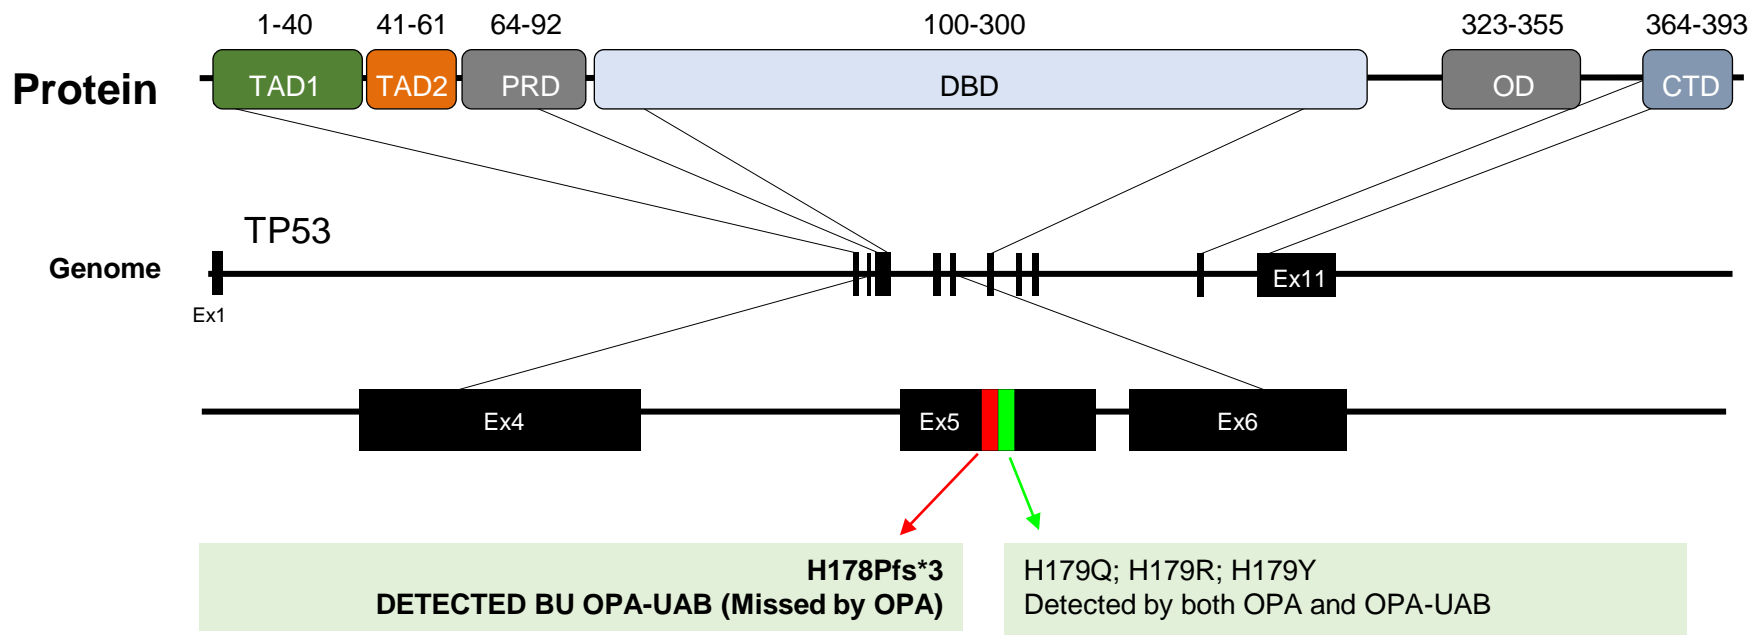 1-40 41-61 64-92 100-300 323-355 364-393
Protein TAD1 TAD2 PRD DBD OD CTD
TP53
Genome
Ex11
Ex1
Ex4 Ex5 Ex6
H178Pfs*3
DETECTED BU OPA-UAB (Missed by OPA)
H179Q; H179R; H179Y
Detected by both OPA and OPA-UAB